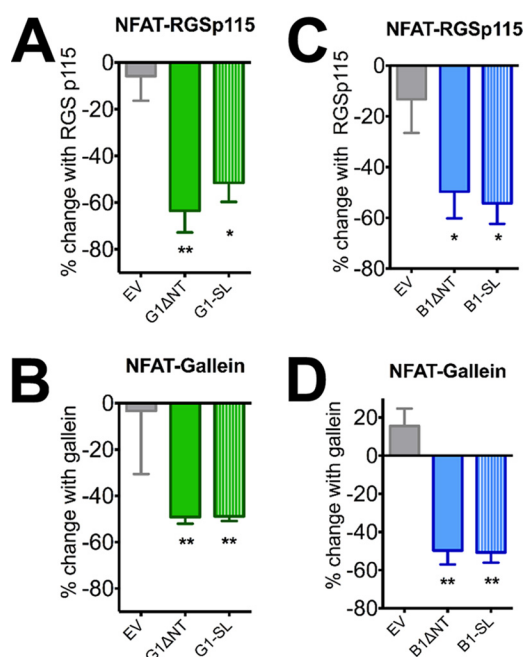 A
NFAT-RGSp115
% change with RGS p115
0
-20
-40
-60
-80
**
*
EV
G1ΔNT
G1-SL
C
NFAT-RGSp115
% change with RGSp115
0
-20
-40
-60
-80
*
*
EV
B1ΔNT
B1-SL
B
NFAT-Gallein
% change with gallein
0
-20
-40
-60
-80
**
**
EV
G1ΔNT
G1-SL
D
NFAT-Gallein
% change with gallein
20
0
-20
-40
-60
-80
**
**
EV
B1ΔNT
B1-SL